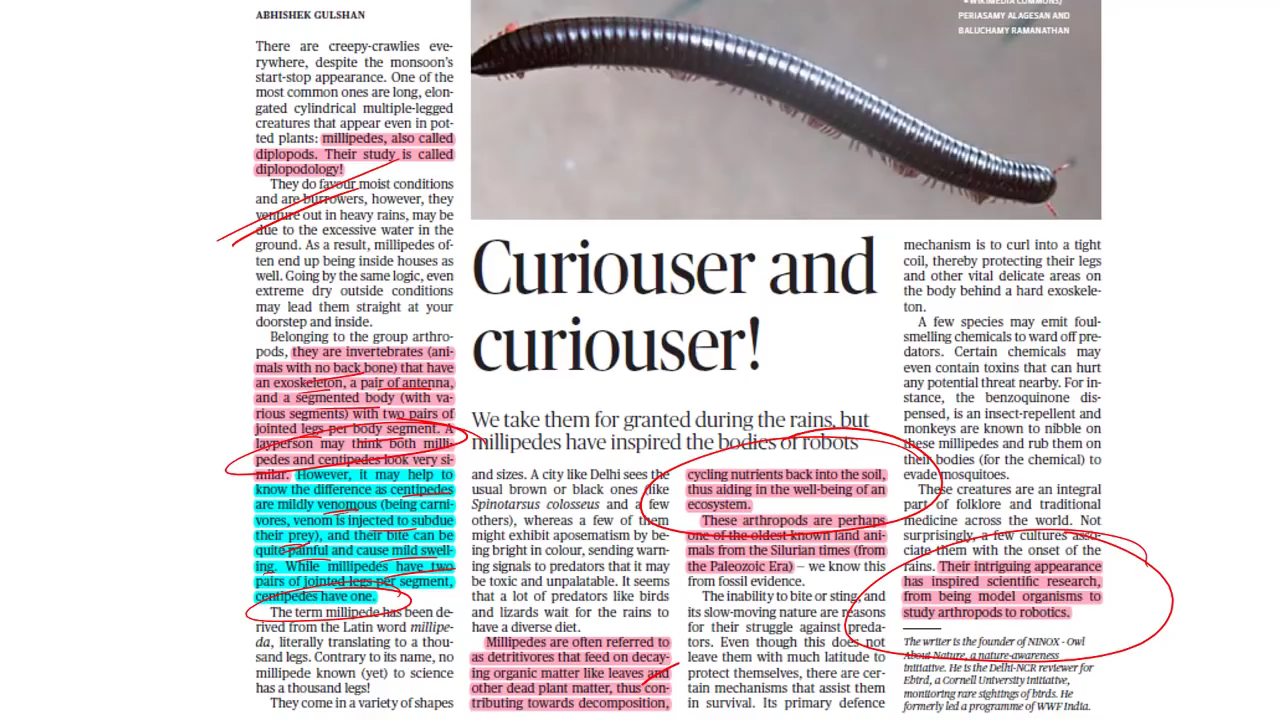 ABHISHEK GULSHAN
There are creepy-crawlies eve-
rywhere, despite the monsoon's
start-stop appearance. One of the
most common ones are long, elon-
gated cylindrical multiple-legged
creatures that appear even in pot-
ted plants: millipedes, also called
diplopods. Their study is called
diplopodology!
They do favour moist conditions
and are burrowers, however, they
venture out in heavy rains, may be
due to the excessive water in the
ground. As a result, millipedes of-
ten end up being inside houses as
well. Going by the same logic, even
extreme dry outside conditions
may lead them straight at your
doorstep and inside.
Belonging to the group arthro-
pods, they are invertebrates (ani-
mals with no back bone) that have
an exoskeleton, a pair of antenna,
and a segmented body (with va-
rious segments) with two pairs of
jointed legs per body segment. A
layperson may think both milli-
pedes and centipedes look very si-
milar. However, it may help to
know the difference as centipedes
are mildly venomous (being carni-
vores, venom is injected to subdue
their prey), and their bite can be
quite painful and cause mild swell-
ing. While millipedes have two
pairs of jointed legs per segment,
centipedes have one.
The term millipede has been de-
rived from the Latin word millipe-
da, literally translating to a thou-
sand legs. Contrary to its name, no
millipede known (yet) to science
has a thousand legs!
They come in a variety of shapes
WIKIMEDIA COMMONS)
PERIASAMY ALAGESAN AND
BALUCHAMY RAMANATHAN
Curiouser and
curiouser!
We take them for granted during the rains, but
millipedes have inspired the bodies of robots
and sizes. A city like Delhi sees the
usual brown or black ones (like
Spinotarsus colosseus and a few
others), whereas a few of them
might exhibit aposematism by be-
ing bright in colour, sending warn-
ing signals to predators that it may
be toxic and unpalatable. It seems
that a lot of predators like birds
and lizards wait for the rains to
have a diverse diet.
Millipedes are often referred to
as detritivores that feed on decay-
ing organic matter like leaves and
other dead plant matter, thus con-
tributing towards decomposition,
cycling nutrients back into the soil,
thus aiding in the well-being of an
ecosystem.
These arthropods are perhaps
one of the oldest known land ani-
mals from the Silurian times (from
the Paleozoic Era) – we know this
from fossil evidence.
The inability to bite or sting, and
its slow-moving nature are reasons
for their struggle against preda-
tors. Even though this does not
leave them with much latitude to
protect themselves, there are cer-
tain mechanisms that assist them
in survival. Its primary defence
mechanism is to curl into a tight
coil, thereby protecting their legs
and other vital delicate areas on
the body behind a hard exoskele-
ton.
A few species may emit foul-
smelling chemicals to ward off pre-
dators. Certain chemicals may
even contain toxins that can hurt
any potential threat nearby. For in-
stance, the benzoquinone dis-
pensed, is an insect-repellent and
monkeys are known to nibble on
these millipedes and rub them on
their bodies (for the chemical) to
evade mosquitoes.
These creatures are an integral
part of folklore and traditional
medicine across the world. Not
surprisingly, a few cultures asso-
ciate them with the onset of the
rains. Their intriguing appearance
has inspired scientific research,
from being model organisms to
study arthropods to robotics.
The writer is the founder of NINOX - Owl
About Nature, a nature-awareness
initiative. He is the Delhi-NCR reviewer for
Ebird, a Cornell University initiative,
monitoring rare sightings of birds. He
formerly led a programme of WWF India.